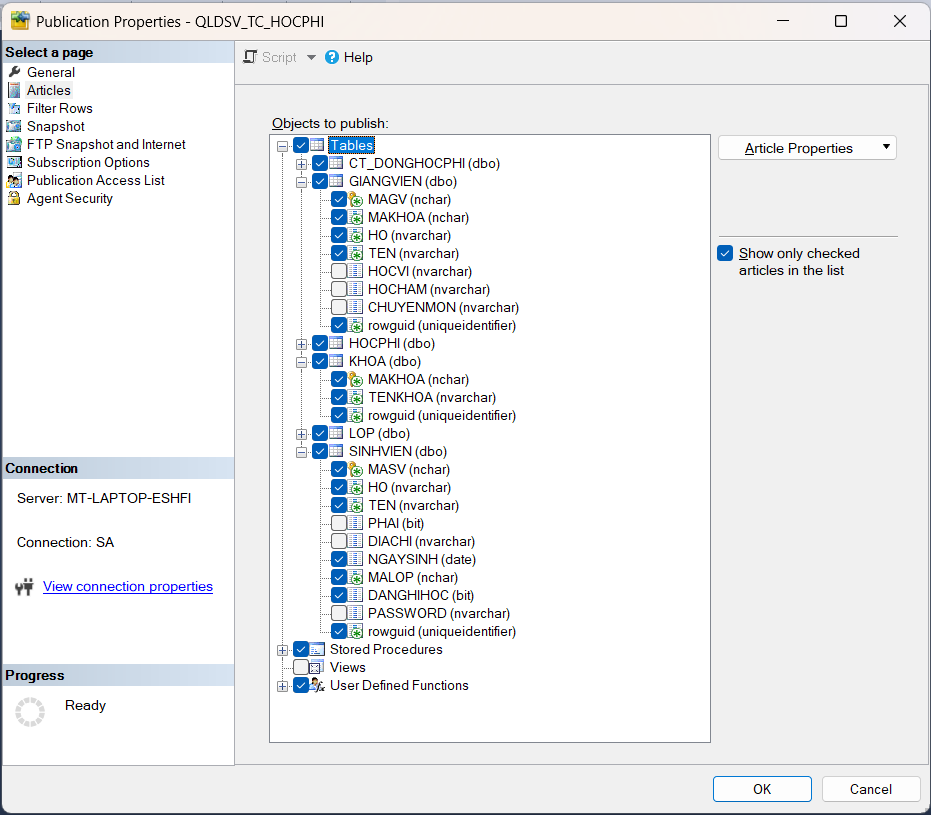 Publication Properties - QLDSV_TC_HOCPHI
Select a page
General
Articles
Filter Rows
Snapshot
FTP Snapshot and Internet
Subscription Options
Publication Access List
Agent Security
Connection
Server: MT-LAPTOP-ESHFI
Connection: SA
View connection properties
Progress
Ready
Script
Help
Objects to publish:
Tables
CT_DONGHOCPHI (dbo)
GIANGVIEN (dbo)
MAGV (nchar)
MAKHOA (nchar)
HO (nvarchar)
TEN (nvarchar)
HOCVI (nvarchar)
HOCHAM (nvarchar)
CHUYENMON (nvarchar)
rowguid (uniqueidentifier)
HOCPHI (dbo)
KHOA (dbo)
MAKHOA (nchar)
TENKHOA (nvarchar)
rowguid (uniqueidentifier)
LOP (dbo)
SINHVIEN (dbo)
MASV (nchar)
HO (nvarchar)
TEN (nvarchar)
PHAI (bit)
DIACHI (nvarchar)
NGAYSINH (date)
MALOP (nchar)
DANGHIHOC (bit)
PASSWORD (nvarchar)
rowguid (uniqueidentifier)
Stored Procedures
Views
User Defined Functions
Article Properties
Show only checked
articles in the list
OK
Cancel